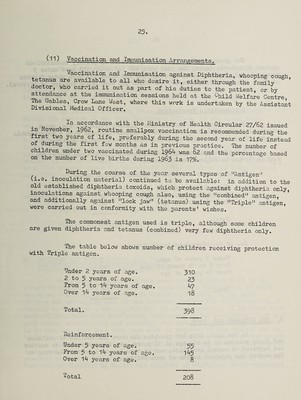 25.
(11) Vaccination and Immunisation Arrangements.
Vaccination and Immunisation against Diphtheria, whooping cough,
tetanus are available to all who desire it, either through the family
doctor, who carried it out as part of his duties to the patient, or by
attendance at the immunisation sessions held at the Child Welfare Centre,
The Gables, Crow Lane West, where this work is undertaken by the Assistant
Divisional Medical Officer.
In accordance with the Ministry of Health Circular 27/62 issued
in November, 1962, routine smallpox vaccination is recommended during the
first two years of life, preferably during the second year of life instead
of during the first few months as in previous practice. The number of
children under two vaccinated during 1964 was 82 and the percentage based
on the number of live births during 1963 is 17%.
During the course of the year several types of "Antigen"
(i.e. inoculation material) continued to be available: in addition to the
old established diphtheria toxoids, which protect against diphtheria only,
inoculations against whooping cough also, using the "combined" antigen,
and additionally against "lock jaw" (tetanus) using the "Triple" antigen,
were carried out in conformity with the parents' wishes.
The commonest antigen used is triple, although some children
are given diphtheria and tetanus (combined) very few diphtheria only.
The table below shows number of children receiving protection
with Triple antigen.
Under 2 years of age. 310
2 to 5 years of age. 23
From 5 to 14 years of age. 47
Over 14 years of age. 18
Total. 398
Reinforcement.
Under 5 years of age. 55
From 5 to 14 years of age. 145
Over 14 years of age. 8
Total 208